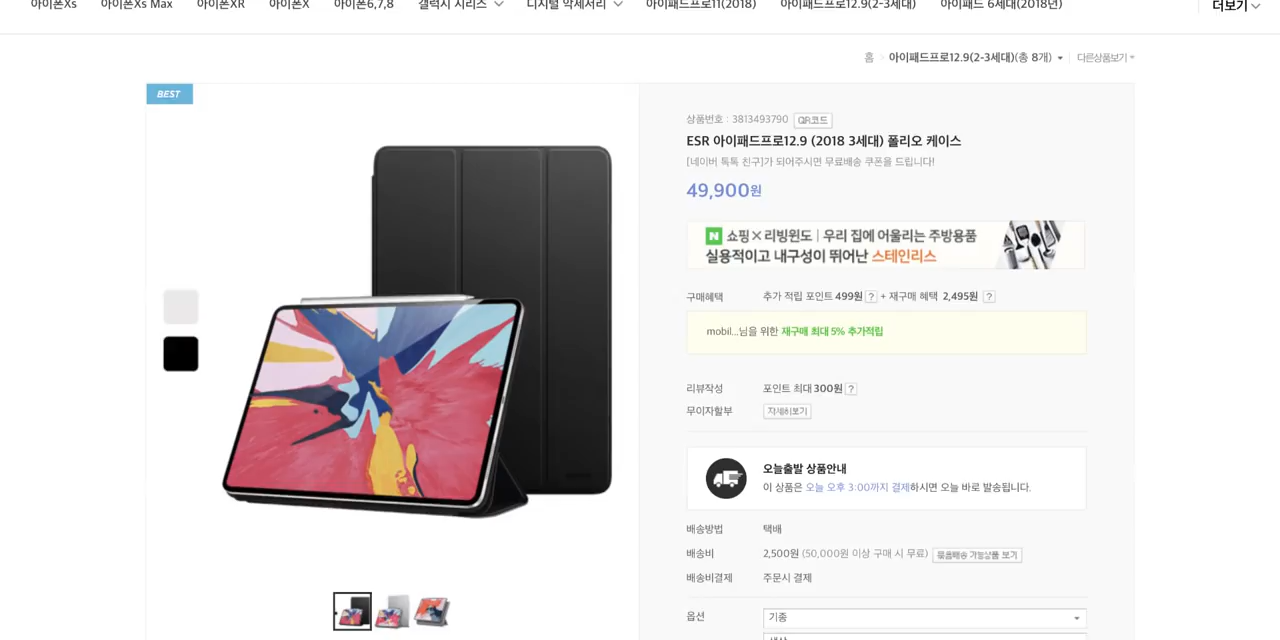 아이폰Xs 아이폰Xs Max 아이폰XR 아이폰X 아이폰6,7,8 갤럭시 시리즈 디지털 악세서리 아이패드프로11(2018) 아이패드프로12.9(2-3세대) 아이패드 6세대(2018년) 더보기
홈 아이패드프로12.9(2-3세대)(총 8개) 다른상품보기
BEST
상품번호 : 3813493790 QR코드
ESR 아이패드프로12.9 (2018 3세대) 폴리오 케이스
[네이버 톡톡 친구]가 되어주시면 무료배송 쿠폰을 드립니다!
49,900원
N 쇼핑×리빙윈도 | 우리 집에 어울리는 주방용품
실용적이고 내구성이 뛰어난 스테인리스
구매혜택 추가 적립 포인트 499원 ? + 재구매 혜택 2,495원 ?
mobil...님을 위한 재구매 최대 5% 추가적립
리뷰작성 포인트 최대 300원 ?
무이자할부 자세히보기
오늘출발 상품안내
이 상품은 오늘 오후 3:00까지 결제하시면 오늘 바로 발송됩니다.
배송방법 택배
배송비 2,500원 (50,000원 이상 구매 시 무료) 묶음배송 가능상품 보기
배송비결제 주문시 결제
옵션 기종